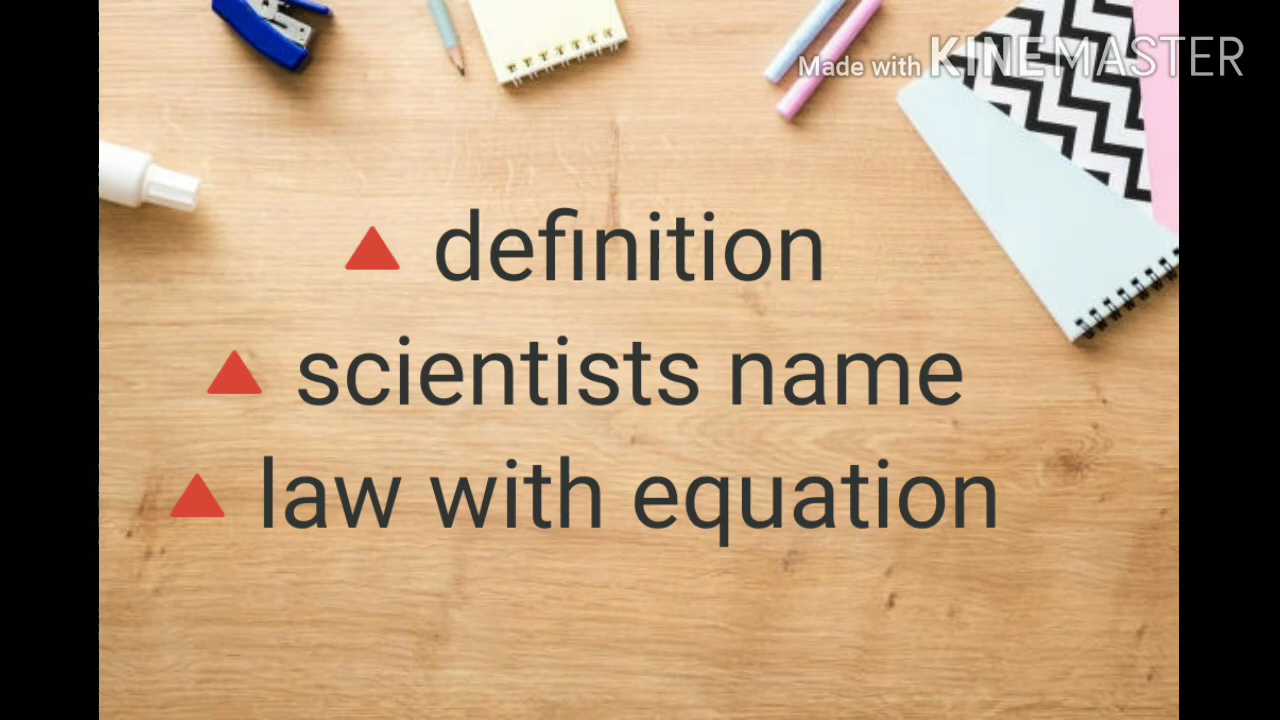 Made with KINEMASTER
🔺 definition
🔺 scientists name
🔺 law with equation